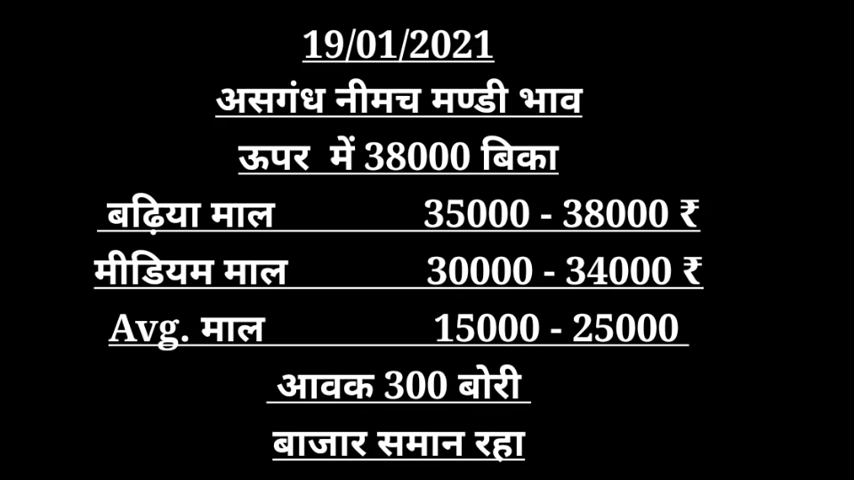 19/01/2021
असगंध नीमच मण्डी भाव
ऊपर में 38000 बिका
बढ़िया माल 35000 - 38000 ₹
मीडियम माल 30000 - 34000 ₹
Avg. माल 15000 - 25000
आवक 300 बोरी
बाजार समान रहा